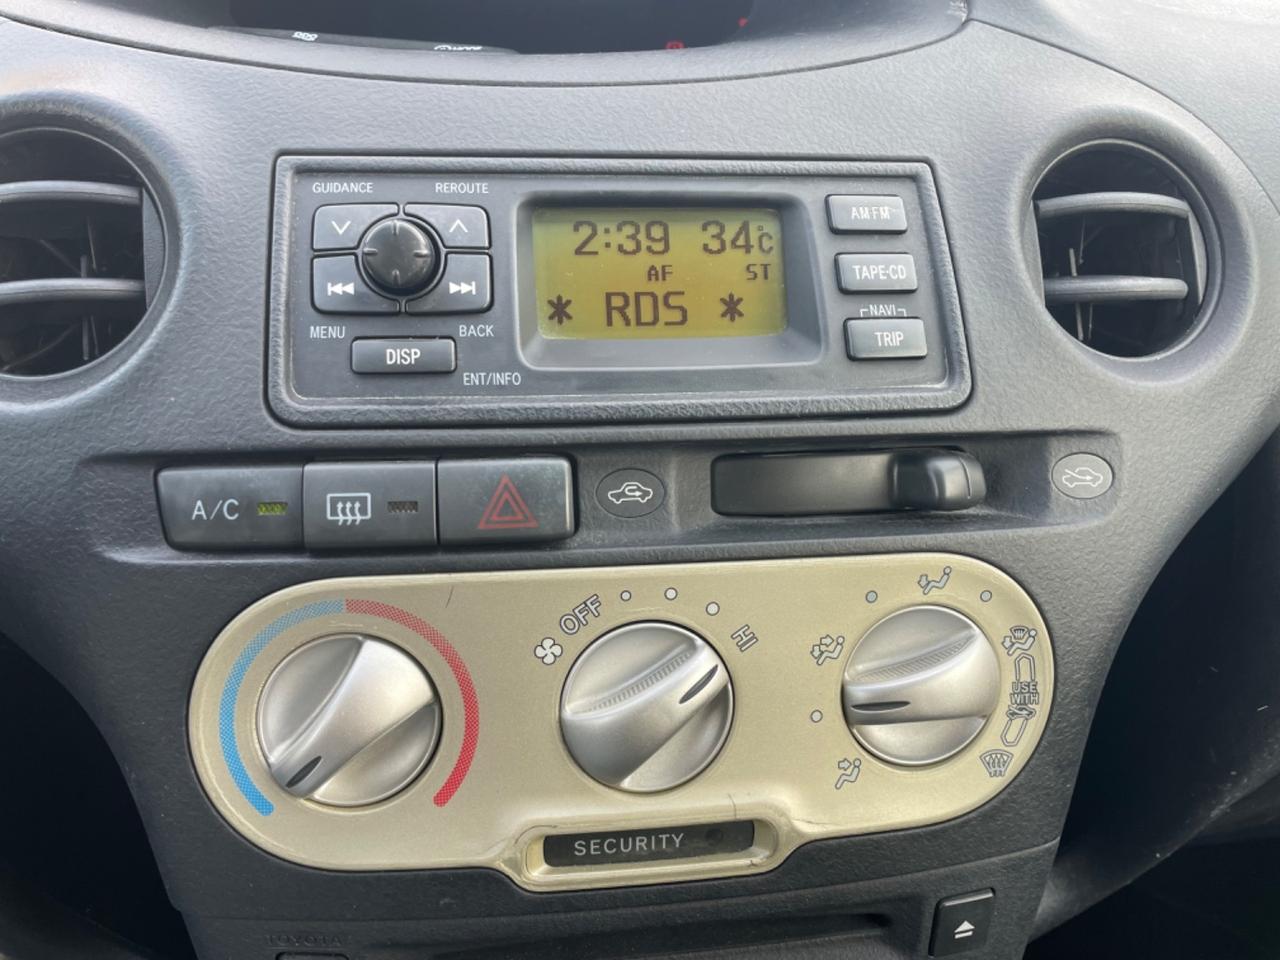 GUIDANCE
REROUTE
MENU
BACK
DISP
ENT/INFO
2:39 34°C
AF ST
* RDS *
AM FM
TAPE·CD
NAVI
TRIP
A/C
OFF
HI
USE
WITH
SECURITY
TOYOTA